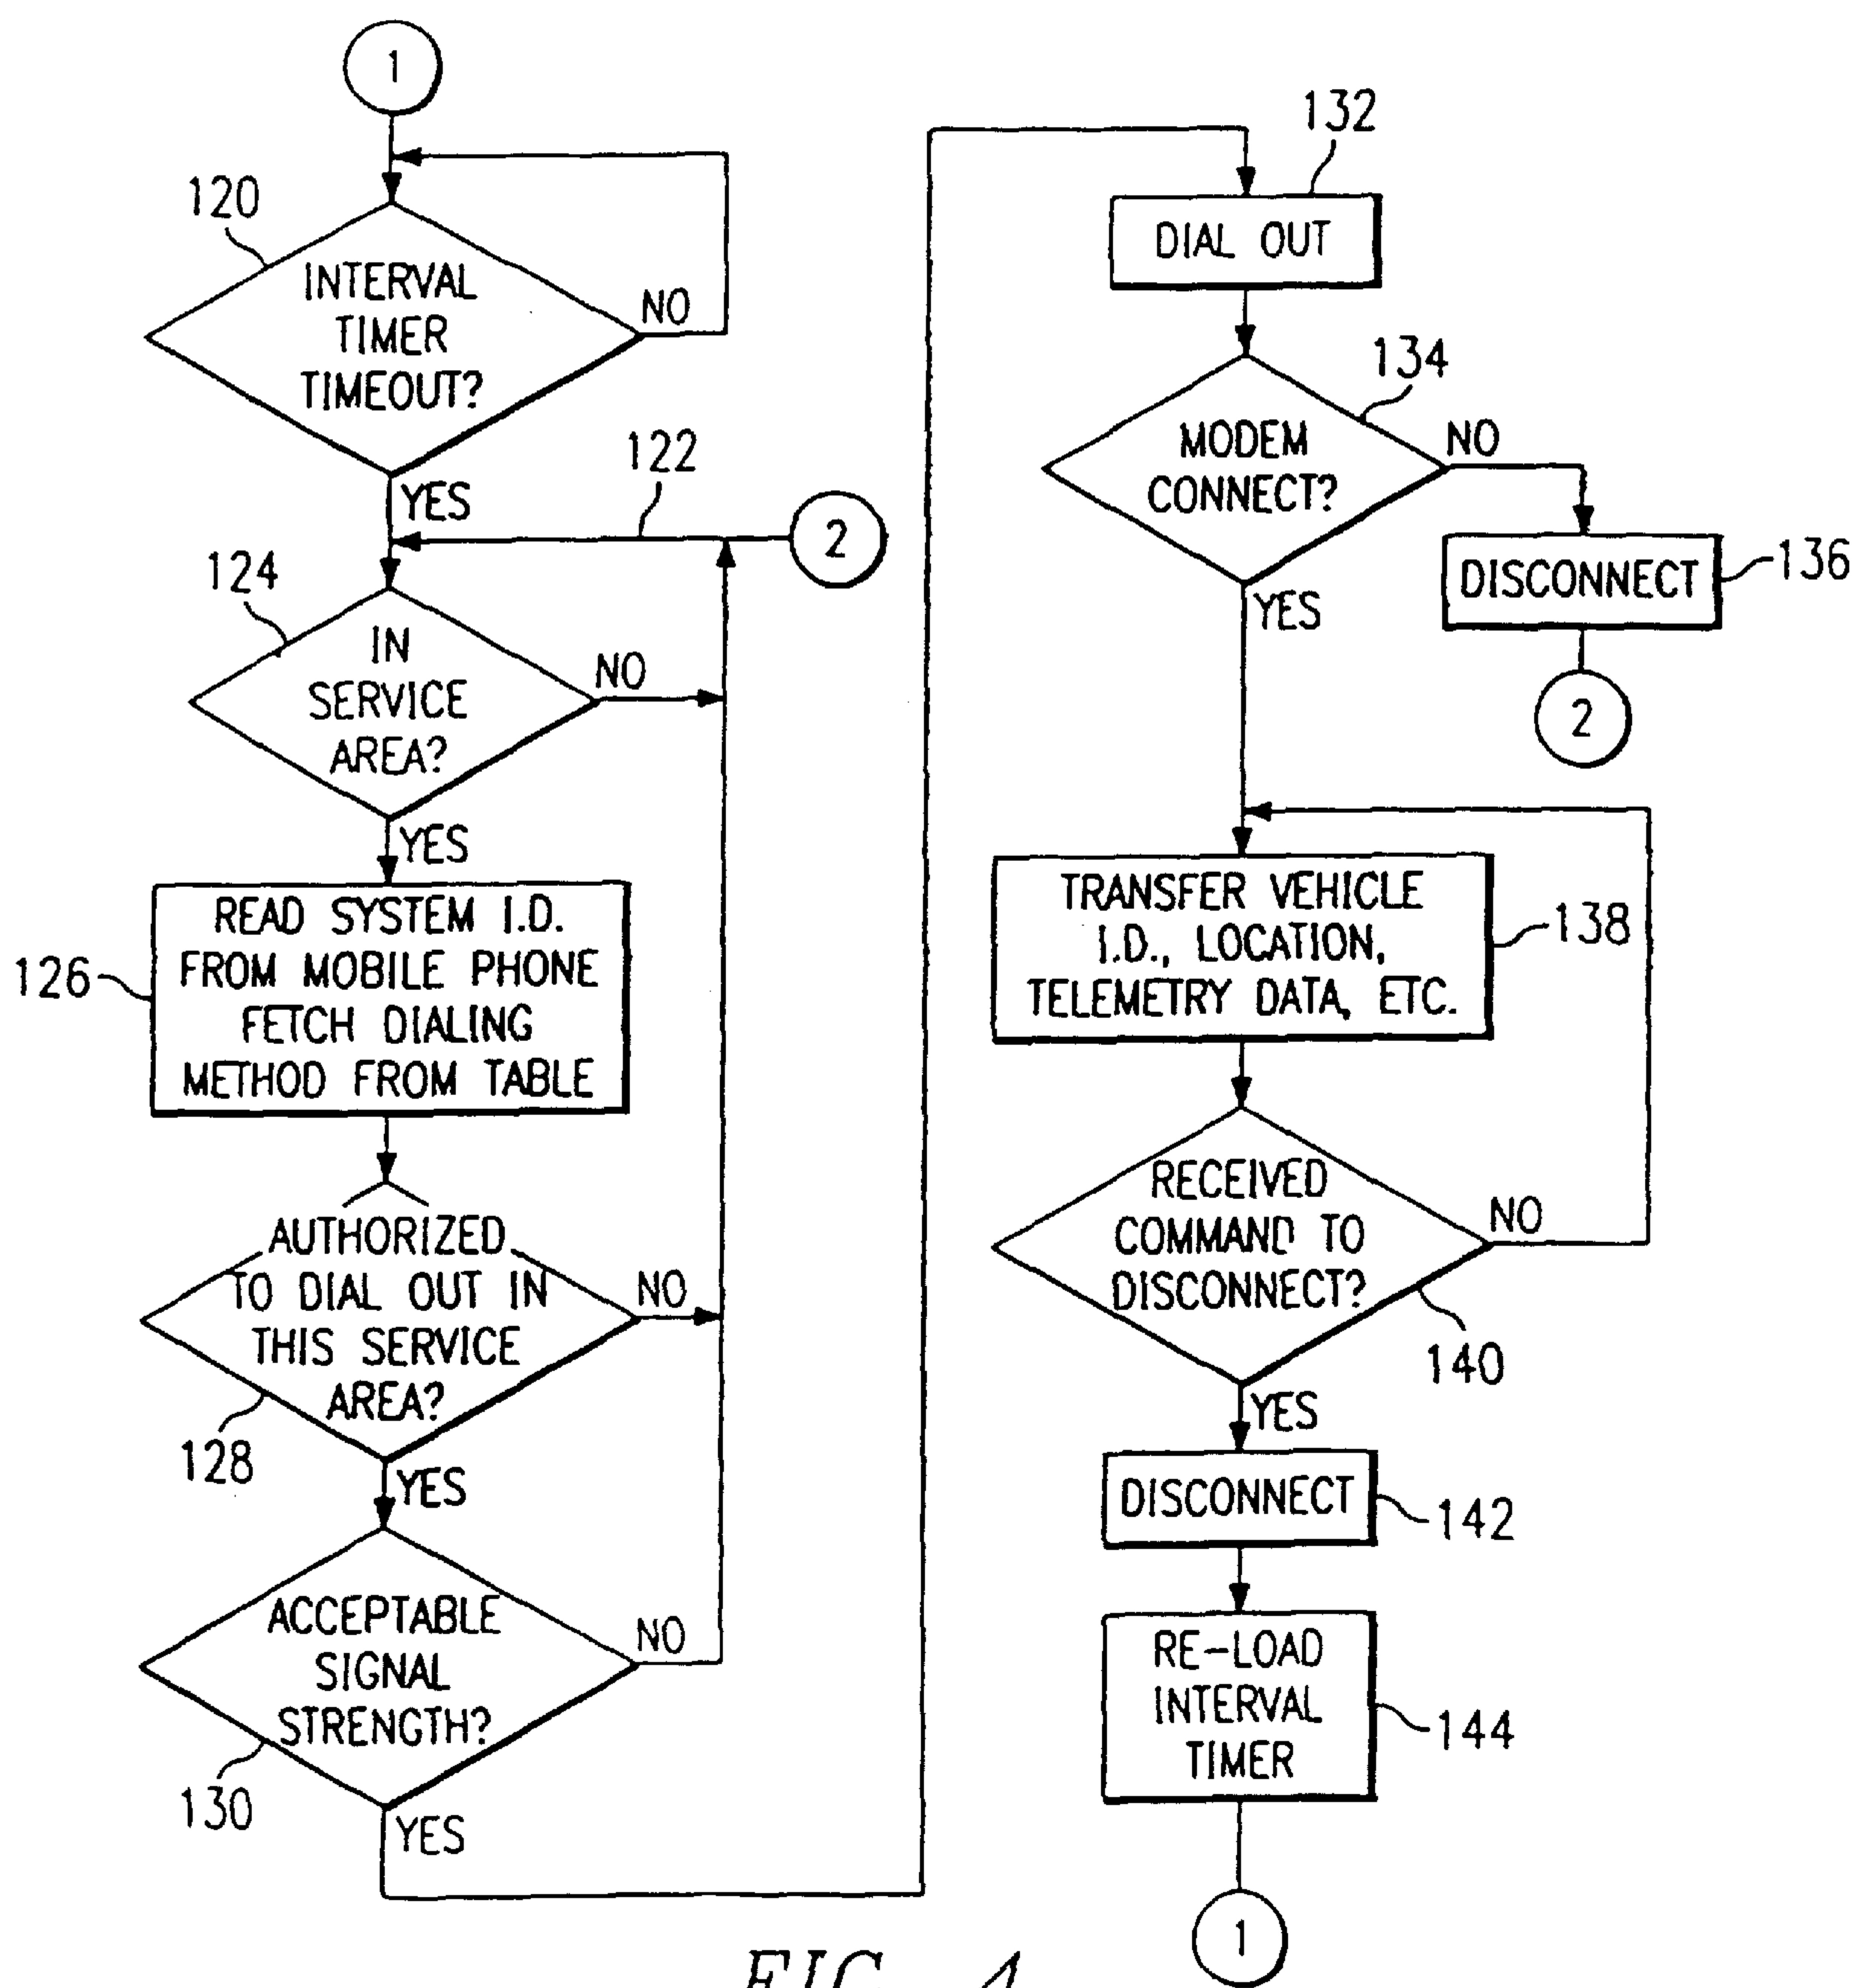 1
120
INTERVAL
TIMER
TIMEOUT?
NO
YES
122
2
124
IN
SERVICE
AREA?
NO
YES
126
READ SYSTEM I.D.
FROM MOBILE PHONE
FETCH DIALING
METHOD FROM TABLE
AUTHORIZED
TO DIAL OUT IN
THIS SERVICE
AREA?
NO
128
YES
ACCEPTABLE
SIGNAL
STRENGTH?
NO
130
YES
132
DIAL OUT
134
MODEM
CONNECT?
NO
YES
DISCONNECT
136
2
TRANSFER VEHICLE
I.D., LOCATION,
TELEMETRY DATA, ETC.
138
RECEIVED
COMMAND TO
DISCONNECT?
NO
140
YES
DISCONNECT
142
RE-LOAD
INTERVAL
TIMER
144
1
FIG. 4